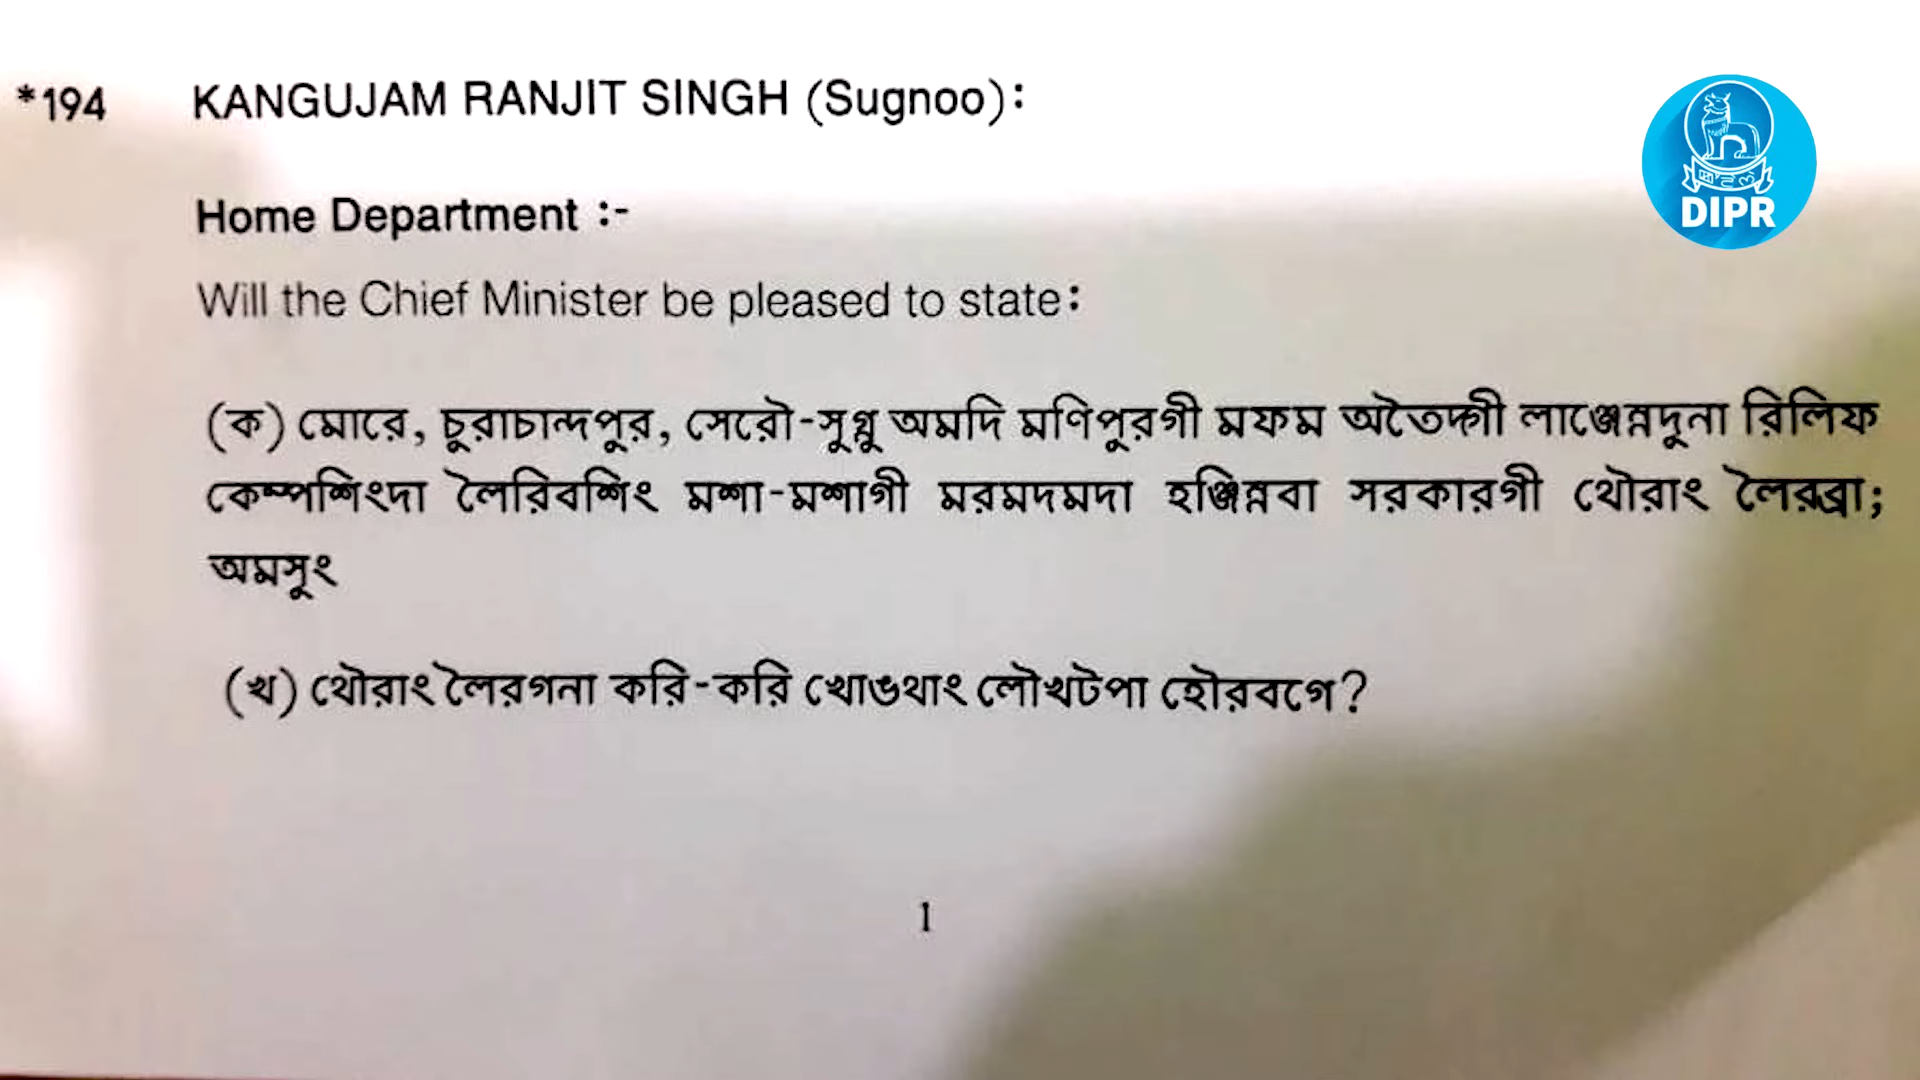 *194 KANGUJAM RANJIT SINGH (Sugnoo):
DIPR
Home Department :-
Will the Chief Minister be pleased to state:
(ক) মোরে, চুরাচান্দপুর, সেরৌ-সুগ্নু অমদি মণিপুরগী মফম অতৈদগী লাঞ্জেন্নদুনা রিলিফ
কেম্পশিংদা লৈরিবশিং মশা-মশাগী মরমদমদা হঞ্জিন্নবা সরকারগী থৌরাং লৈরব্রা;
অমসুং
(খ) থৌরাং লৈরগনা করি-করি খোঙথাং লৌখটপা হৌরবগে?
1